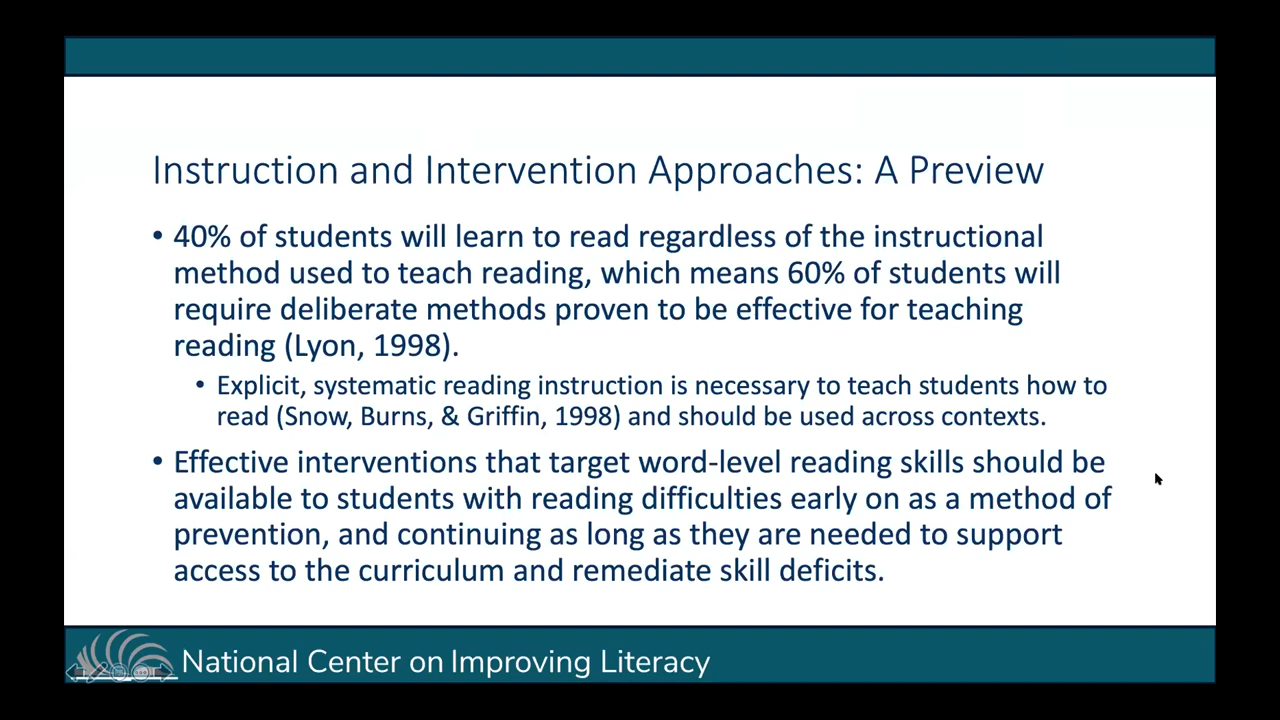 Instruction and Intervention Approaches: A Preview
• 40% of students will learn to read regardless of the instructional
method used to teach reading, which means 60% of students will
require deliberate methods proven to be effective for teaching
reading (Lyon, 1998).
• Explicit, systematic reading instruction is necessary to teach students how to
read (Snow, Burns, & Griffin, 1998) and should be used across contexts.
• Effective interventions that target word-level reading skills should be
available to students with reading difficulties early on as a method of
prevention, and continuing as long as they are needed to support
access to the curriculum and remediate skill deficits.
National Center on Improving Literacy